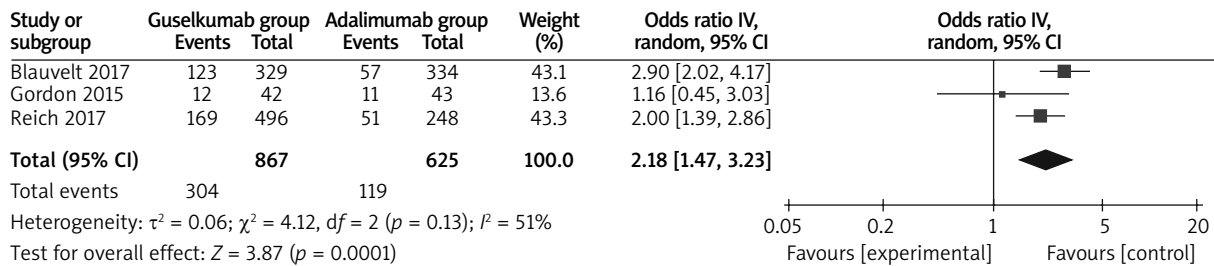 Study or subgroup Guselkumab group Events Total Adalimumab group Events Total Weight (%) Odds ratio IV, random, 95% CI Odds ratio IV, random, 95% CI
Blauvelt 2017 123 329 57 334 43.1 2.90 [2.02, 4.17]
Gordon 2015 12 42 11 43 13.6 1.16 [0.45, 3.03]
Reich 2017 169 496 51 248 43.3 2.00 [1.39, 2.86]
Total (95% CI) 867 625 100.0 2.18 [1.47, 3.23]
Total events 304 119
Heterogeneity: τ² = 0.06; χ² = 4.12, df = 2 (p = 0.13); I² = 51%
Test for overall effect: Z = 3.87 (p = 0.0001)
0.05 0.2 1 5 20
Favours [experimental] Favours [control]